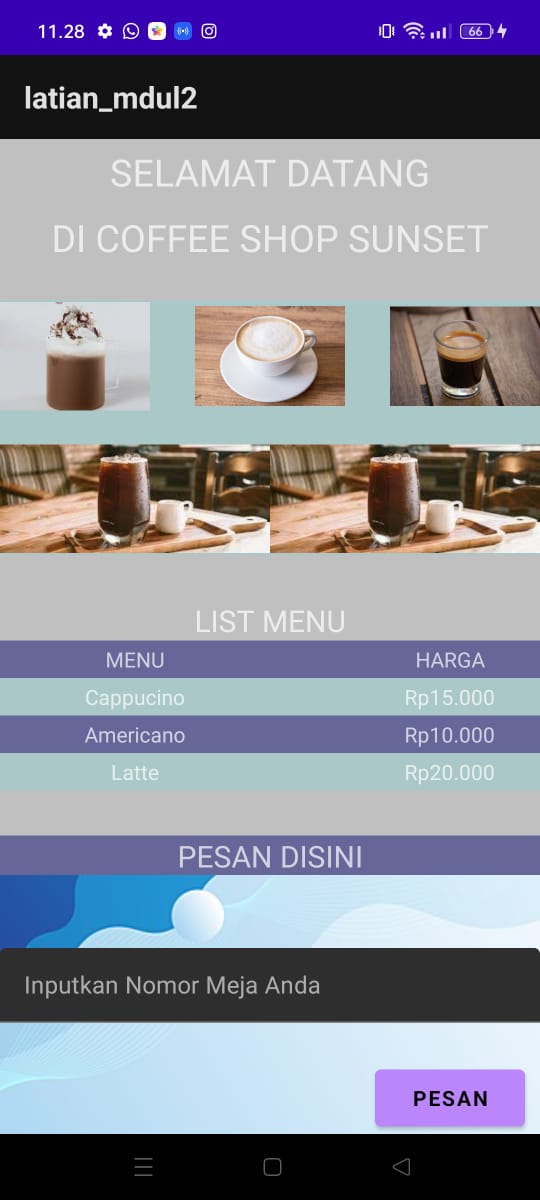 11.28
66
latian_mdul2
SELAMAT DATANG
DI COFFEE SHOP SUNSET
LIST MENU
MENU HARGA
Cappucino Rp15.000
Americano Rp10.000
Latte Rp20.000
PESAN DISINI
Inputkan Nomor Meja Anda
PESAN